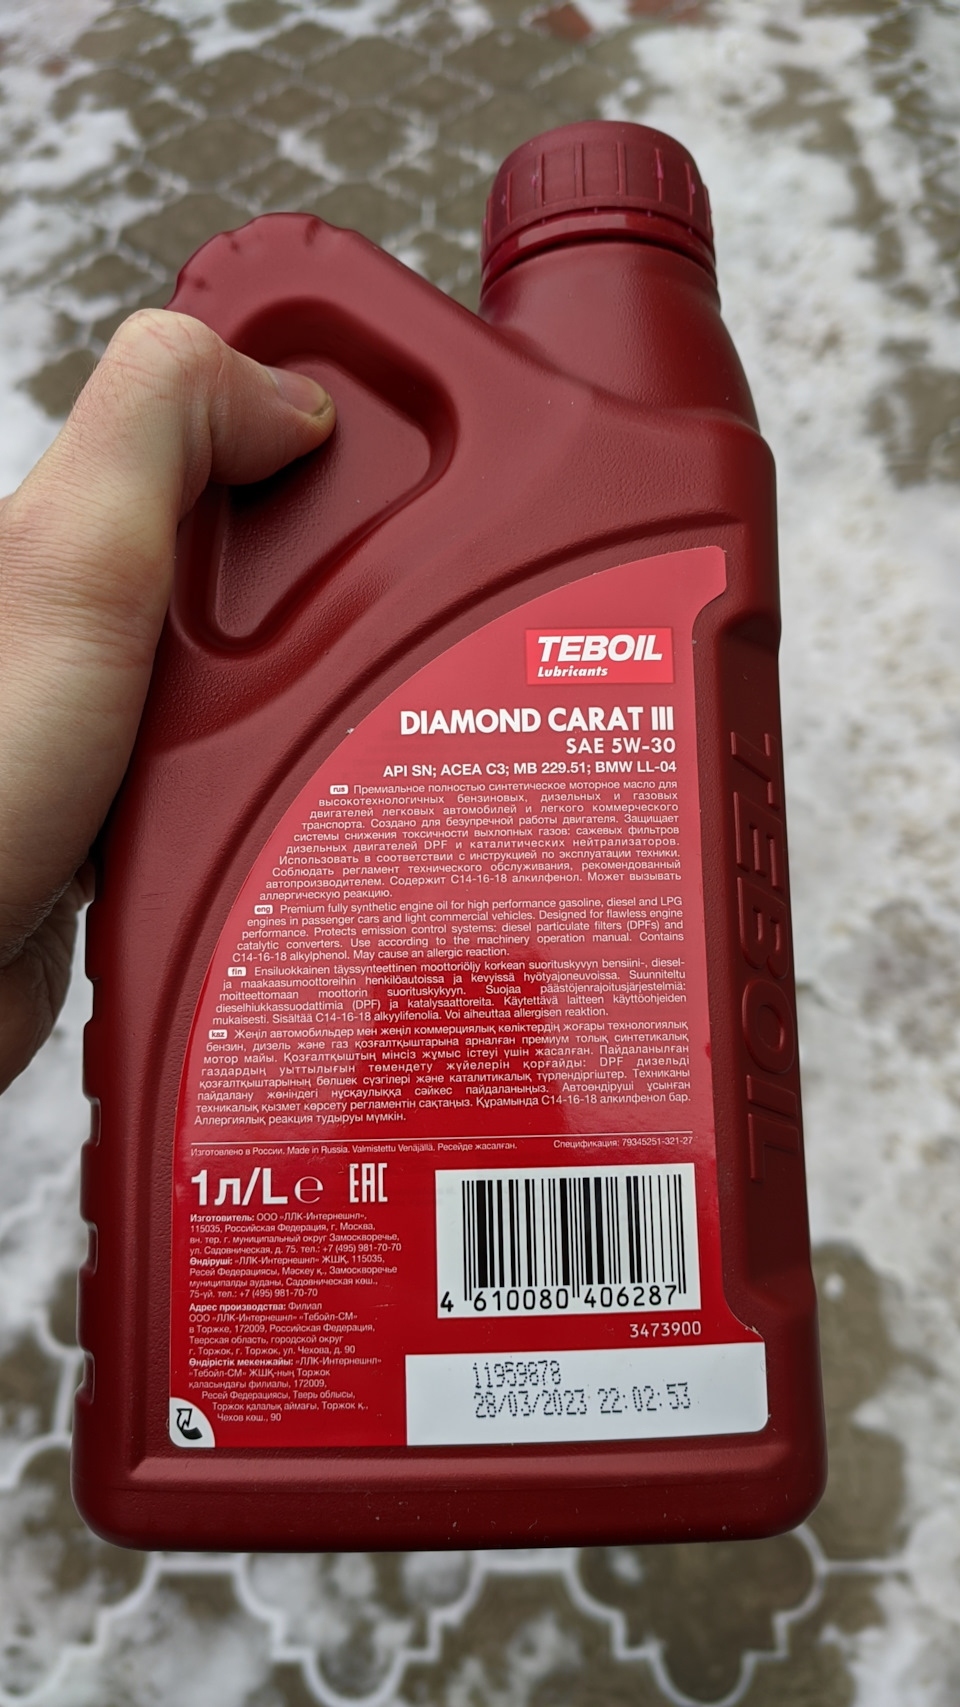 TEBOIL
Lubricants
DIAMOND CARAT III
SAE 5W-30
API SN; ACEA C3; MB 229.51; BMW LL-04
rus Премиальное полностью синтетическое моторное масло для
высокотехнологичных бензиновых, дизельных и газовых
двигателей легковых автомобилей и легкого коммерческого
транспорта. Создано для безупречной работы двигателя. Защищает
системы снижения токсичности выхлопных газов: сажевых фильтров
дизельных двигателей DPF и каталитических нейтрализаторов.
Использовать в соответствии с инструкцией по эксплуатации техники.
Соблюдать регламент технического обслуживания, рекомендованный
автопроизводителем. Содержит C14-16-18 алкилфенол. Может вызывать
аллергическую реакцию.
eng Premium fully synthetic engine oil for high performance gasoline, diesel and LPG
engines in passenger cars and light commercial vehicles. Designed for flawless engine
performance. Protects emission control systems: diesel particulate filters (DPFs) and
catalytic converters. Use according to the machinery operation manual. Contains
C14-16-18 alkylphenol. May cause an allergic reaction.
fin Ensiluokkainen täyssynteettinen moottoriöljy korkean suorituskyvyn bensiini-, diesel-
ja maakaasumoottoreihin henkilöautoissa ja kevyissä hyötyajoneuvoissa. Suunniteltu
moitteettomaan moottorin suorituskykyyn. Suojaa päästöjenrajoitusjärjestelmiä:
dieselhiukkassuodattimia (DPF) ja katalysaattoreita. Käytettävä laitteen käyttöohjeiden
mukaisesti. Sisältää C14-16-18 alkyylifenolia. Voi aiheuttaa allergisen reaktion.
kaz Жеңіл автомобильдер мен жеңіл коммерциялық көліктердің жоғары технологиялық
бензин, дизель және газ қозғалтқыштарына арналған премиум толық синтетикалық
мотор майы. Қозғалтқыштың мінсіз жұмыс істеуі үшін жасалған. Пайдаланылған
газдардың уыттылығын төмендету жүйелерін қорғайды: DPF дизельді
қозғалтқыштарының бөлшек сүзгілері және каталитикалық түрлендіргіштер. Техниканы
пайдалану жөніндегі нұсқаулыққа сәйкес пайдаланыңыз. Автоөндіруші ұсынған
техникалық қызмет көрсету регламентін сақтаңыз. Құрамында C14-16-18 алкилфенол бар.
Аллергиялық реакция тудыруы мүмкін.
Изготовлено в России. Made in Russia. Valmistettu Venäjällä. Ресейде жасалған.
Спецификация: 79345251-321-27
1л/L ℮ EAC
Изготовитель: ООО «ЛЛК-Интернешнл»,
115035, Российская Федерация, г. Москва,
вн. тер. г. муниципальный округ Замоскворечье,
ул. Садовническая, д. 75. тел.: +7 (495) 981-70-70
Өндіруші: «ЛЛК-Интернешнл» ЖШҚ, 115035,
Ресей Федерациясы, Мәскеу қ., Замоскворечье
муниципалды ауданы, Садовническая көш.,
75-үй. тел.: +7 (495) 981-70-70
Адрес производства: Филиал
ООО «ЛЛК-Интернешнл» «Тебойл-СМ»
в Торжке, 172009, Российская Федерация,
Тверская область, городской округ
г. Торжок, г. Торжок, ул. Чехова, д. 90
Өндірістік мекенжайы: «ЛЛК-Интернешнл»
«Тебойл-СМ» ЖШҚ-ның Торжок
қаласындағы филиалы, 172009,
Ресей Федерациясы, Тверь облысы,
Торжок қалалық аймағы, Торжок қ.,
Чехов көш., 90
4 610080 406287
3473900
11959878
28/03/2023 22:02:53
TEBOIL